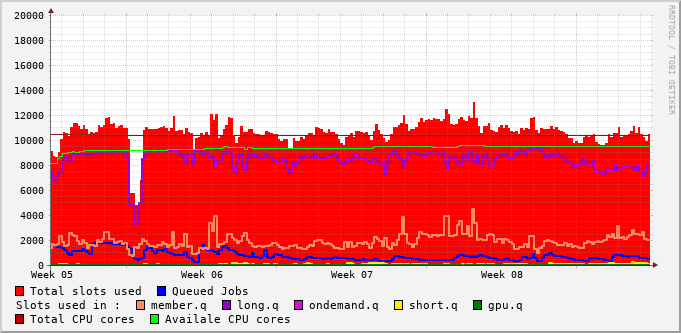 RRDTOOL / TOBI OETIKER
20000
18000
16000
14000
12000
10000
8000
6000
4000
2000
0
Week 05 Week 06 Week 07 Week 08
Total slots used Queued Jobs
Slots used in : member.q long.q ondemand.q short.q gpu.q
Total CPU cores Availale CPU cores